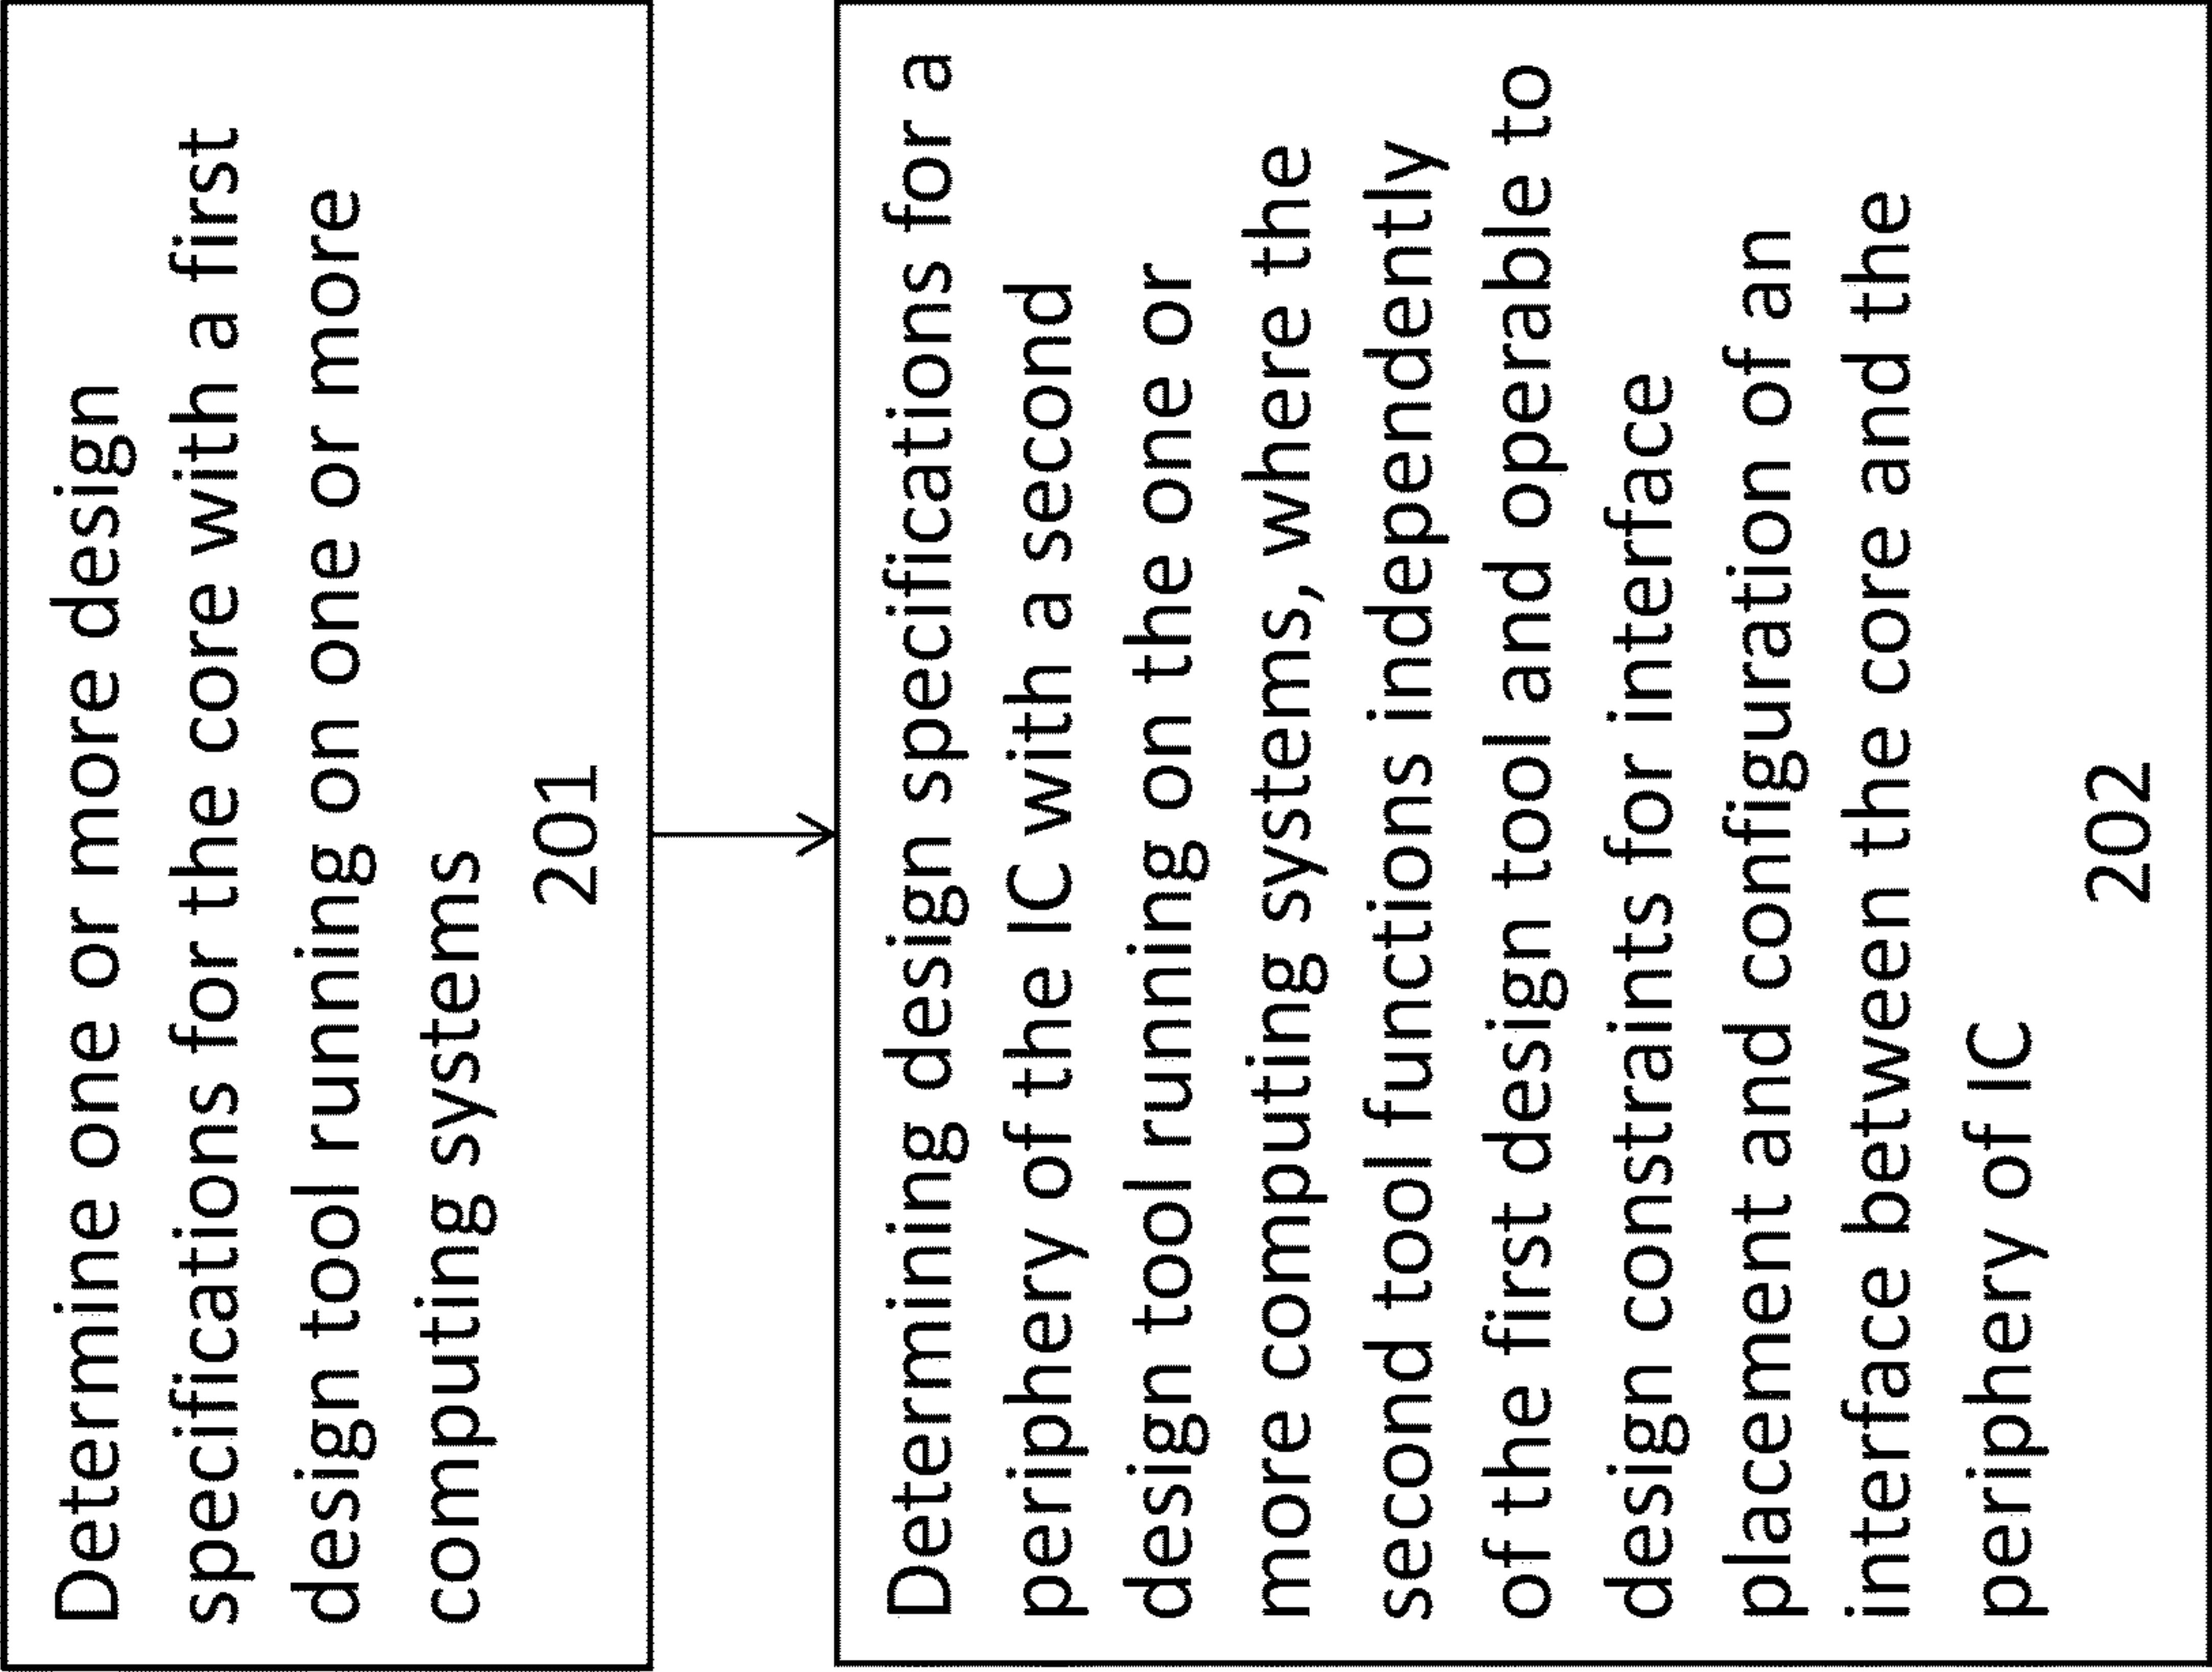 Determine one or more design
specifications for the core with a first
design tool running on one or more
computing systems
201
Determining design specifications for a
periphery of the IC with a second
design tool running on the one or
more computing systems, where the
second tool functions independently
of the first design tool and operable to
design constraints for interface
placement and configuration of an
interface between the core and the
periphery of IC
202